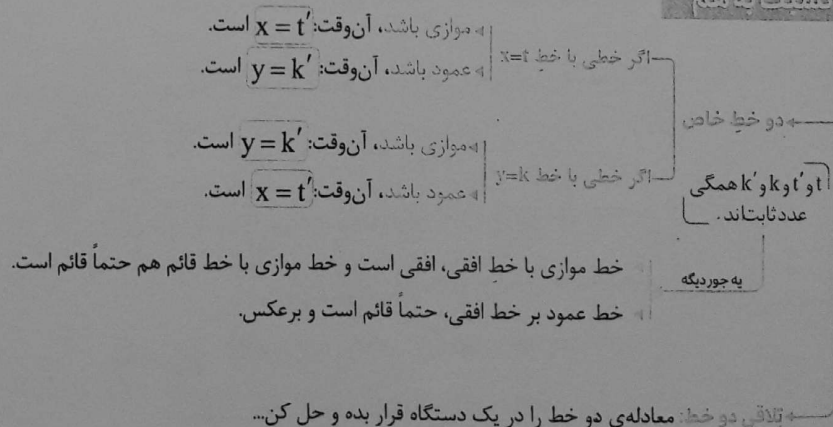 نسبت به هم
موازی باشد، آن‌وقت: x = t′ است.
اگر خطی با خط x=t
عمود باشد، آن‌وقت: y = k′ است.
دو خطِ خاص
موازی باشد، آن‌وقت: y = k′ است.
اگر خطی با خط y=k
عمود باشد، آن‌وقت: x = t′ است.
t و t′ و k و k′ همگی
عدد ثابت‌اند.
خط موازی با خطِ افقی، افقی است و خط موازی با خط قائم هم حتماً قائم است.
یه جور دیگه
خط عمود بر خط افقی، حتماً قائم است و برعکس.
تلاقی دو خط: معادله‌ی دو خط را در یک دستگاه قرار بده و حل کن...